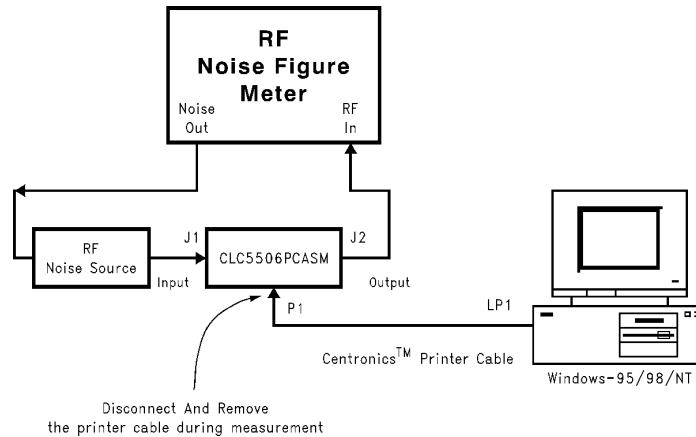 RF
Noise Figure
Meter
Noise
Out
RF
In
RF
Noise Source
J1
Input
CLC5506PCASM
J2
Output
P1
LP1
Centronics™ Printer Cable
Windows-95/98/NT
Disconnect And Remove
the printer cable during measurement